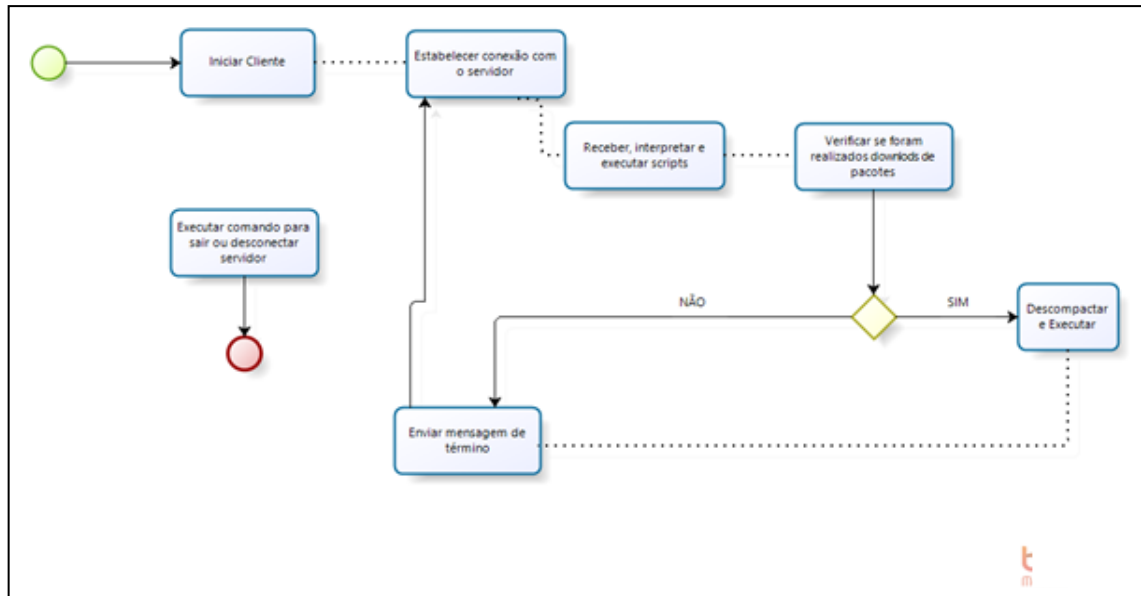 Iniciar Cliente
Estabelecer conexão com
o servidor
Receber, interpretar e
executar scripts
Verificar se foram
realizados downlods de
pacotes
Executar comando para
sair ou desconectar
servidor
NÃO
SIM
Descompactar
e Executar
Enviar mensagem de
término
t
m